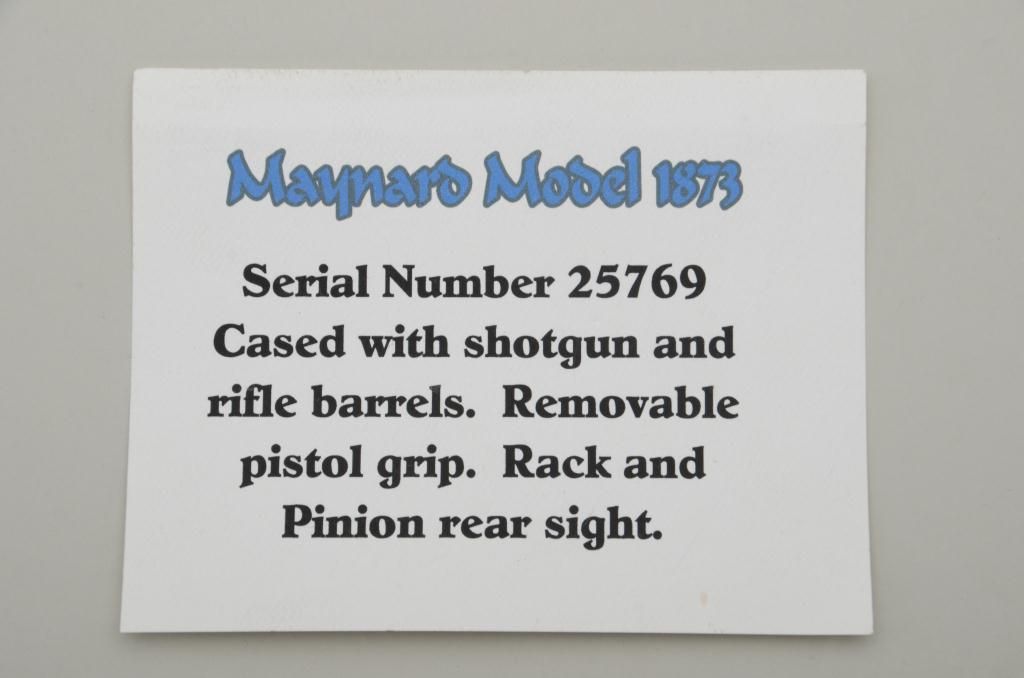 Maynard Model 1873
Serial Number 25769
Cased with shotgun and
rifle barrels. Removable
pistol grip. Rack and
Pinion rear sight.